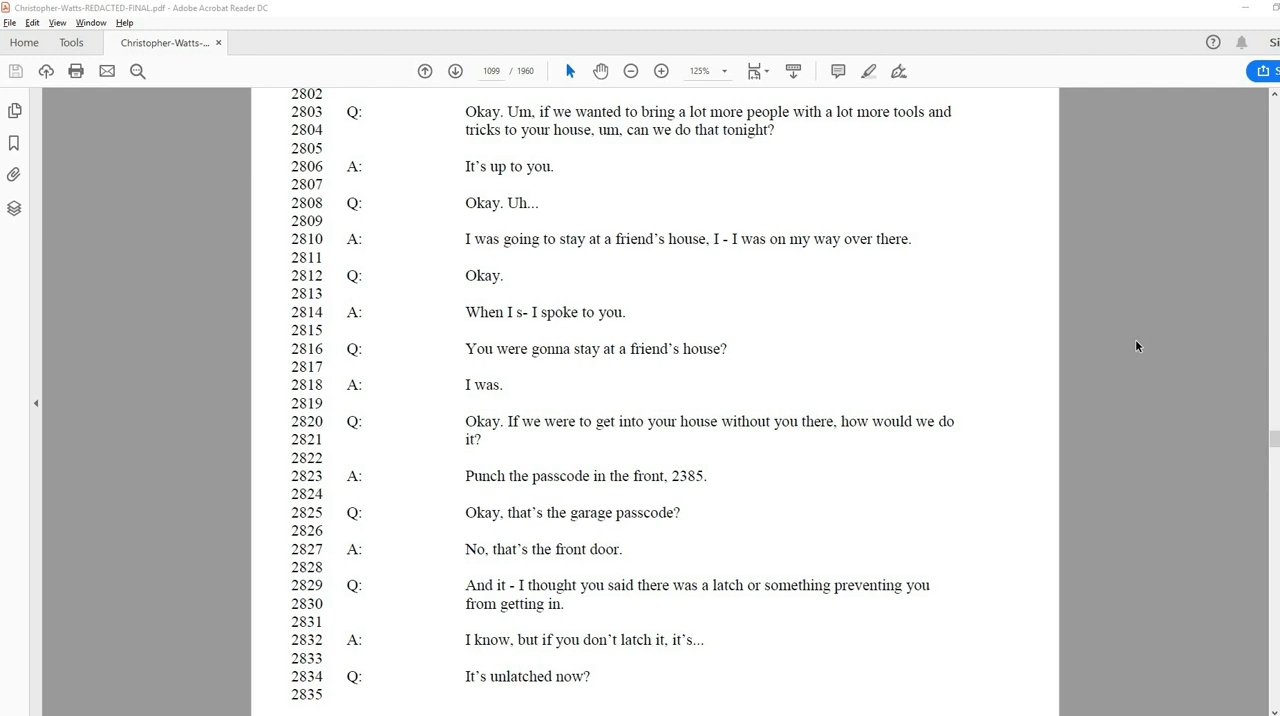 Christopher-Watts-REDACTED-FINAL.pdf - Adobe Acrobat Reader DC
File Edit View Window Help
Home Tools Christopher-Watts-... × ? Si
1099 / 1960 125%
2802
2803 Q: Okay. Um, if we wanted to bring a lot more people with a lot more tools and
2804 tricks to your house, um, can we do that tonight?
2805
2806 A: It's up to you.
2807
2808 Q: Okay. Uh...
2809
2810 A: I was going to stay at a friend's house, I - I was on my way over there.
2811
2812 Q: Okay.
2813
2814 A: When I s- I spoke to you.
2815
2816 Q: You were gonna stay at a friend's house?
2817
2818 A: I was.
2819
2820 Q: Okay. If we were to get into your house without you there, how would we do
2821 it?
2822
2823 A: Punch the passcode in the front, 2385.
2824
2825 Q: Okay, that's the garage passcode?
2826
2827 A: No, that's the front door.
2828
2829 Q: And it - I thought you said there was a latch or something preventing you
2830 from getting in.
2831
2832 A: I know, but if you don't latch it, it's...
2833
2834 Q: It's unlatched now?
2835